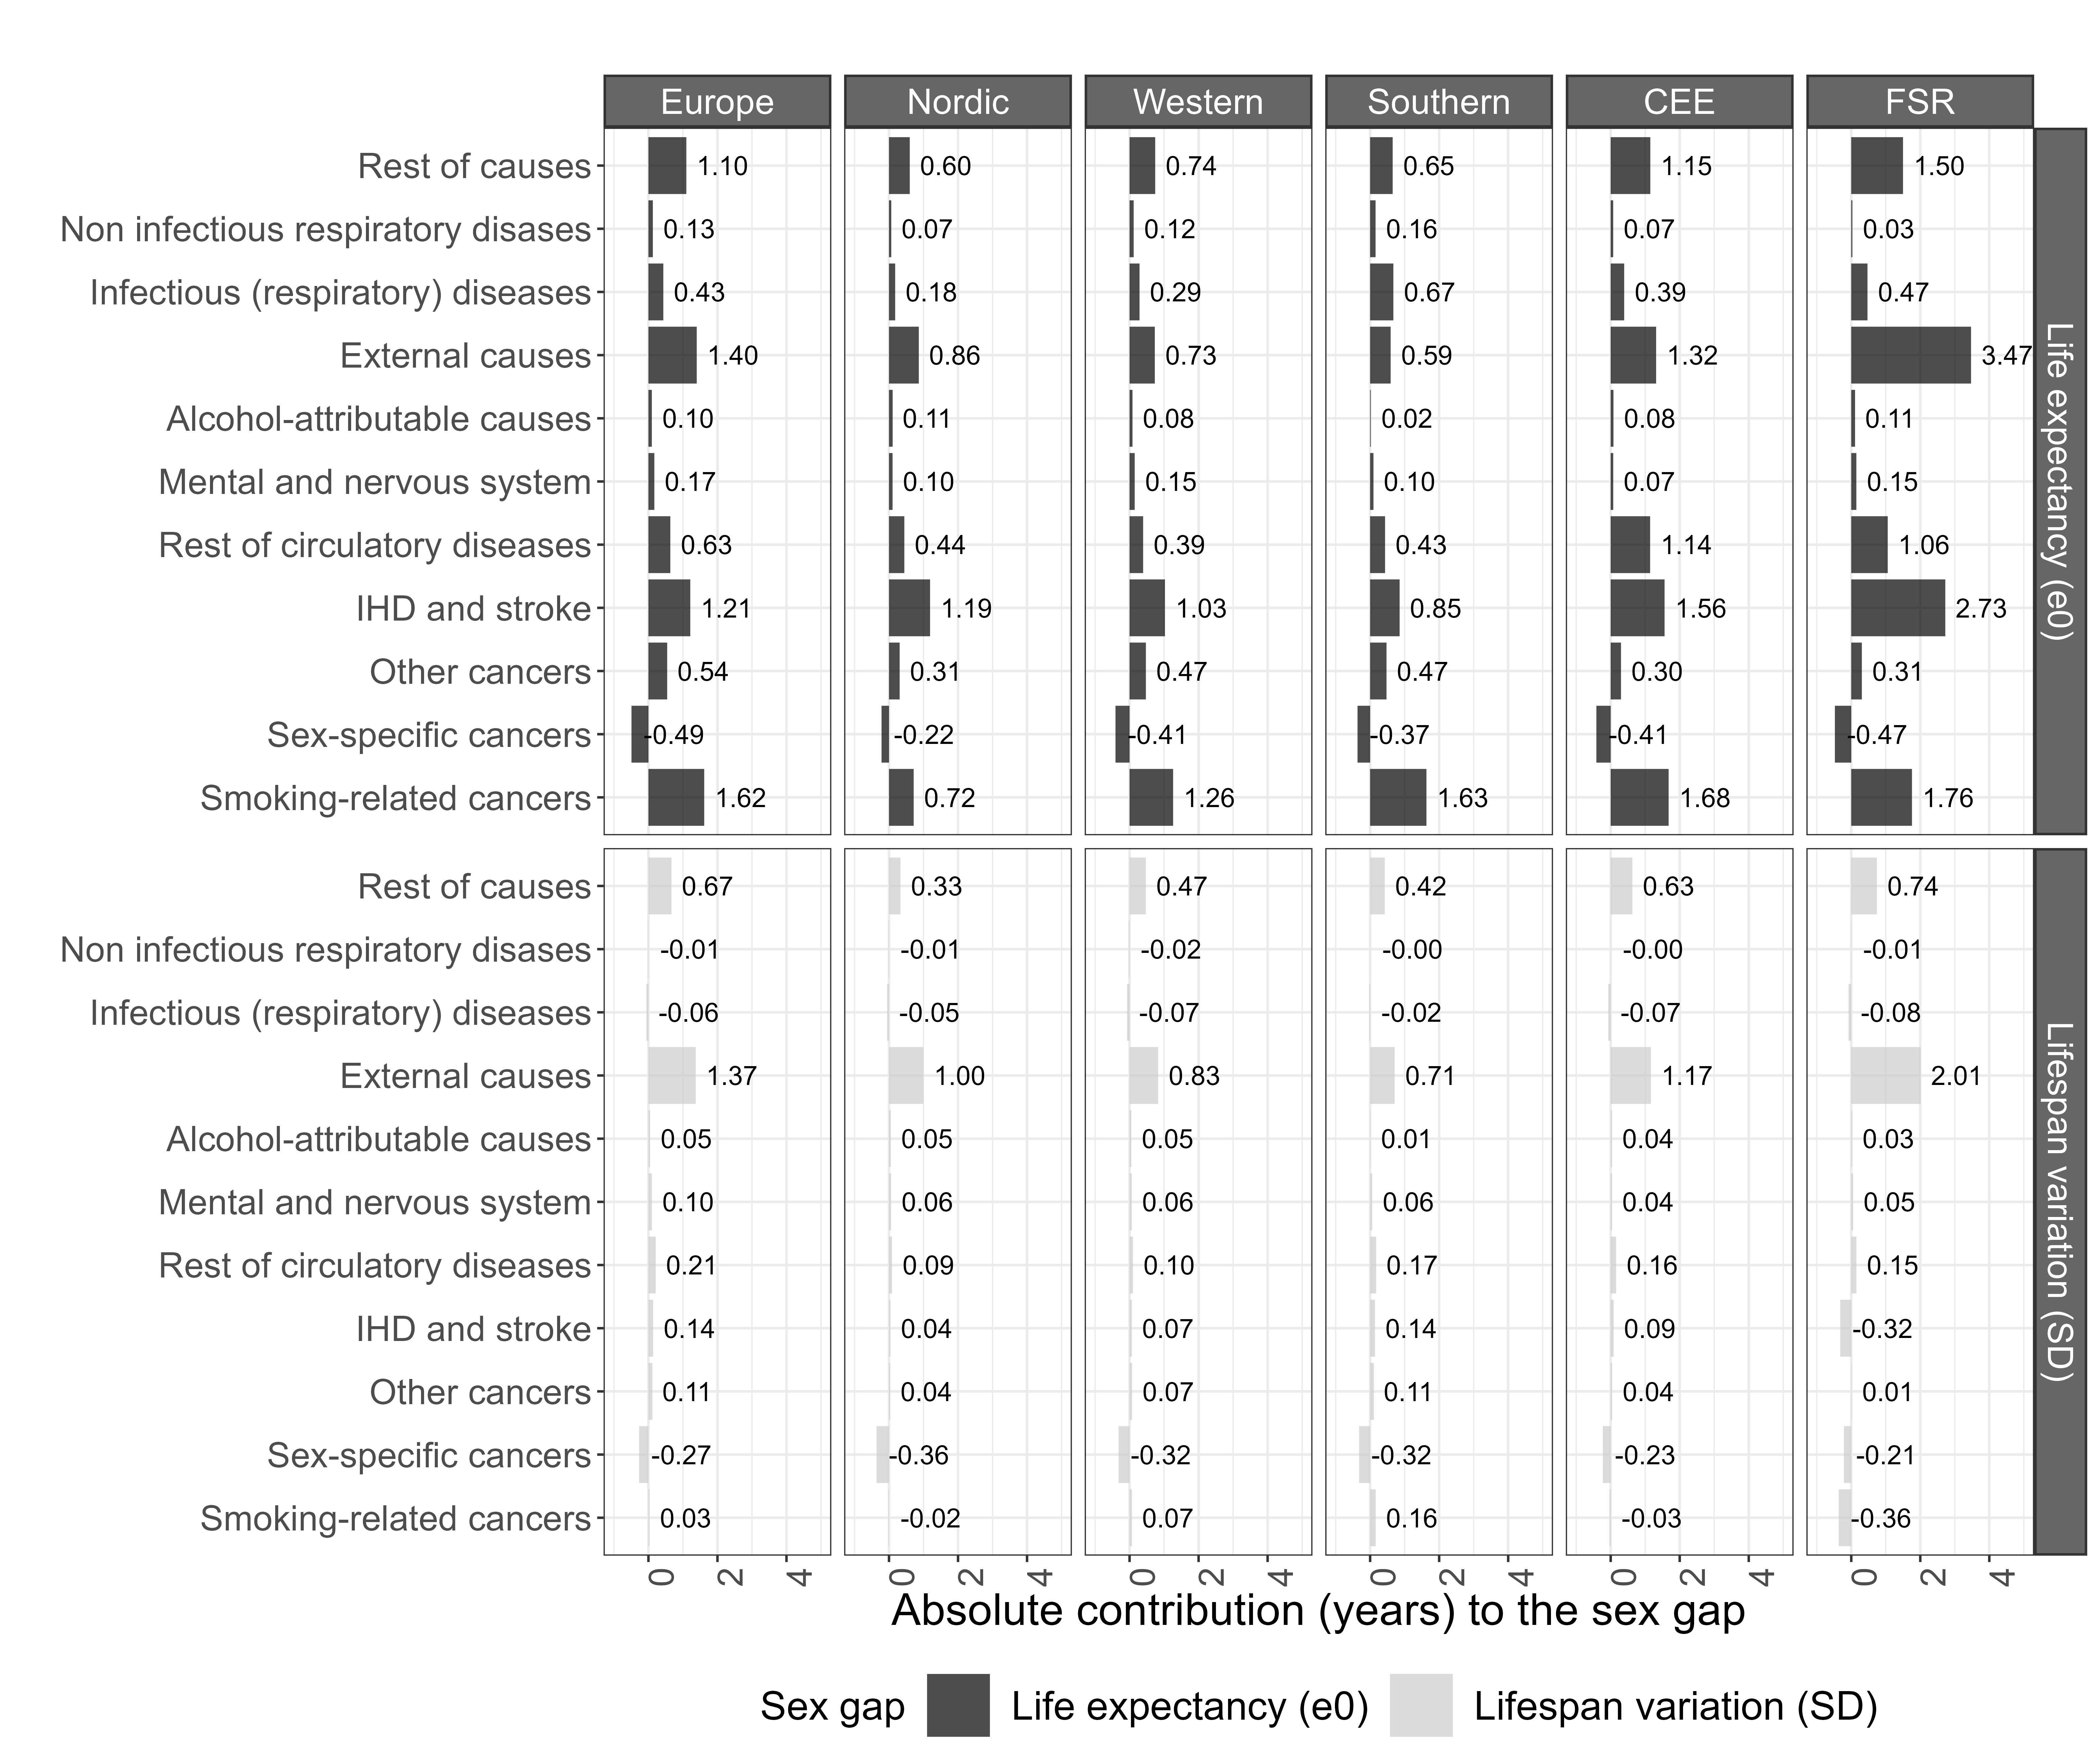 Europe Nordic Western Southern CEE FSR
Rest of causes 1.10 0.60 0.74 0.65 1.15 1.50
Non infectious respiratory disases 0.13 0.07 0.12 0.16 0.07 0.03
Infectious (respiratory) diseases 0.43 0.18 0.29 0.67 0.39 0.47
External causes 1.40 0.86 0.73 0.59 1.32 3.47
Alcohol-attributable causes 0.10 0.11 0.08 0.02 0.08 0.11
Mental and nervous system 0.17 0.10 0.15 0.10 0.07 0.15
Rest of circulatory diseases 0.63 0.44 0.39 0.43 1.14 1.06
IHD and stroke 1.21 1.19 1.03 0.85 1.56 2.73
Other cancers 0.54 0.31 0.47 0.47 0.30 0.31
Sex-specific cancers -0.49 -0.22 -0.41 -0.37 -0.41 -0.47
Smoking-related cancers 1.62 0.72 1.26 1.63 1.68 1.76
Life expectancy (e0)
Rest of causes 0.67 0.33 0.47 0.42 0.63 0.74
Non infectious respiratory disases -0.01 -0.01 -0.02 -0.00 -0.00 -0.01
Infectious (respiratory) diseases -0.06 -0.05 -0.07 -0.02 -0.07 -0.08
External causes 1.37 1.00 0.83 0.71 1.17 2.01
Alcohol-attributable causes 0.05 0.05 0.05 0.01 0.04 0.03
Mental and nervous system 0.10 0.06 0.06 0.06 0.04 0.05
Rest of circulatory diseases 0.21 0.09 0.10 0.17 0.16 0.15
IHD and stroke 0.14 0.04 0.07 0.14 0.09 -0.32
Other cancers 0.11 0.04 0.07 0.11 0.04 0.01
Sex-specific cancers -0.27 -0.36 -0.32 -0.32 -0.23 -0.21
Smoking-related cancers 0.03 -0.02 0.07 0.16 -0.03 -0.36
Lifespan variation (SD)
0 2 4 0 2 4 0 2 4 0 2 4 0 2 4 0 2 4
Absolute contribution (years) to the sex gap
Sex gap Life expectancy (e0) Lifespan variation (SD)